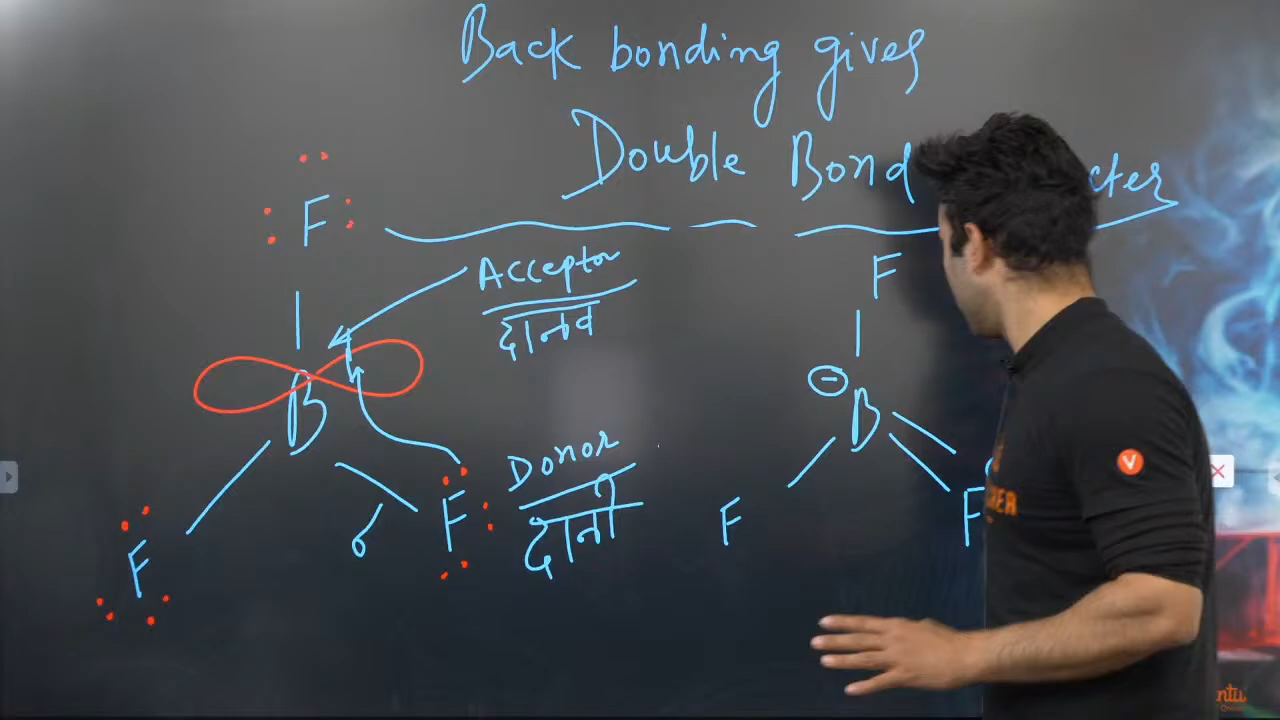 Back bonding gives
Double Bond cter
F
Acceptor
दानव
F
B
⊖
B
Donor
दानी
σ
F
F
F
F